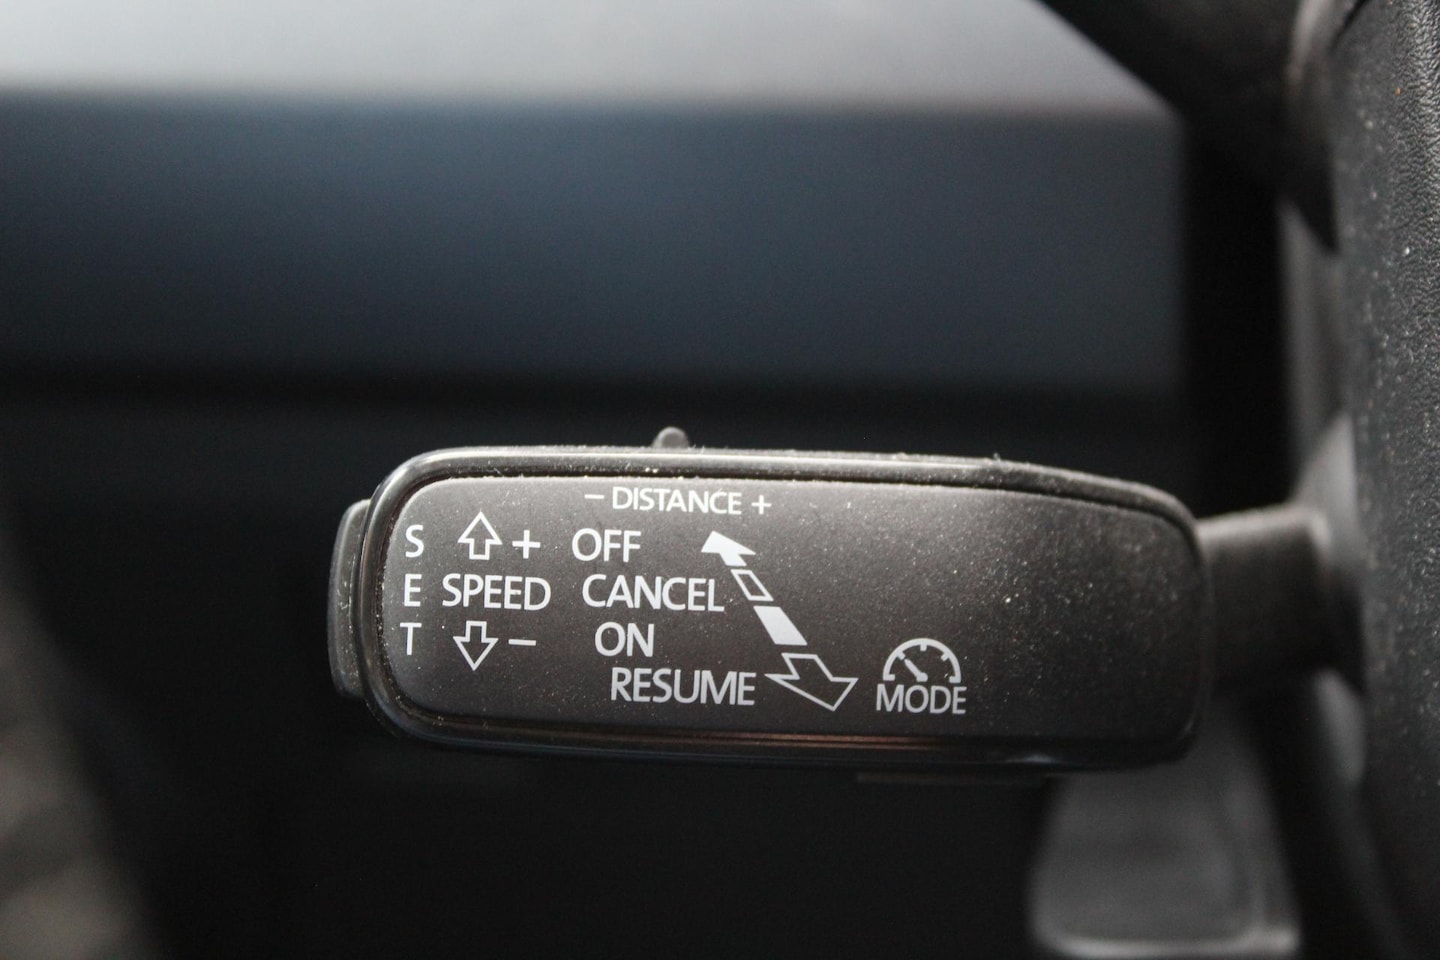 – DISTANCE +
S + OFF
E SPEED CANCEL
T – ON
RESUME
MODE